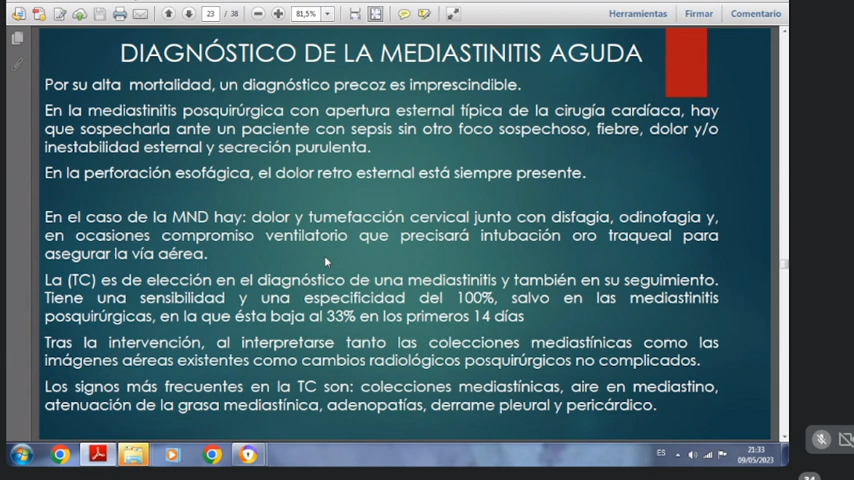 23 / 38
81,5%
Herramientas
Firmar
Comentario
DIAGNÓSTICO DE LA MEDIASTINITIS AGUDA
Por su alta mortalidad, un diagnóstico precoz es imprescindible.
En la mediastinitis posquirúrgica con apertura esternal típica de la cirugía cardíaca, hay
que sospecharla ante un paciente con sepsis sin otro foco sospechoso, fiebre, dolor y/o
inestabilidad esternal y secreción purulenta.
En la perforación esofágica, el dolor retro esternal está siempre presente.
En el caso de la MND hay: dolor y tumefacción cervical junto con disfagia, odinofagia y,
en ocasiones compromiso ventilatorio que precisará intubación oro traqueal para
asegurar la vía aérea.
La (TC) es de elección en el diagnóstico de una mediastinitis y también en su seguimiento.
Tiene una sensibilidad y una especificidad del 100%, salvo en las mediastinitis
posquirúrgicas, en la que ésta baja al 33% en los primeros 14 días
Tras la intervención, al interpretarse tanto las colecciones mediastínicas como las
imágenes aéreas existentes como cambios radiológicos posquirúrgicos no complicados.
Los signos más frecuentes en la TC son: colecciones mediastínicas, aire en mediastino,
atenuación de la grasa mediastínica, adenopatías, derrame pleural y pericárdico.
ES
21:33
09/05/2023